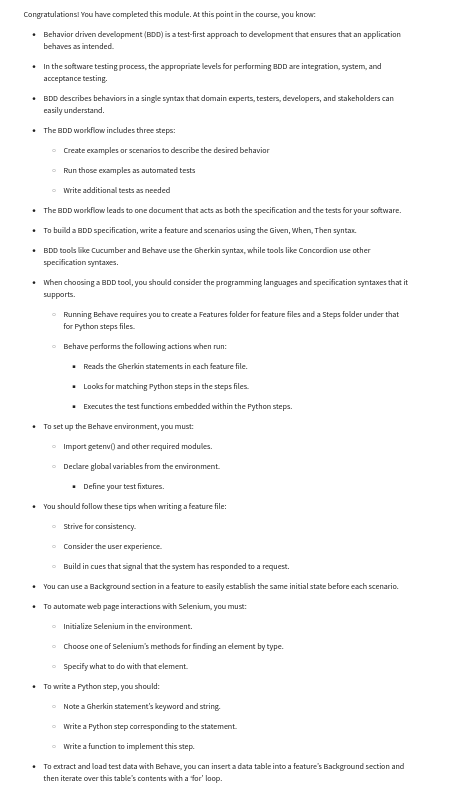 Congratulations! You have completed this module. At this point in the course, you know:
• Behavior driven development (BDD) is a test-first approach to development that ensures that an application
behaves as intended.
• In the software testing process, the appropriate levels for performing BDD are integration, system, and
acceptance testing.
• BDD describes behaviors in a single syntax that domain experts, testers, developers, and stakeholders can
easily understand.
• The BDD workflow includes three steps:
○ Create examples or scenarios to describe the desired behavior
○ Run those examples as automated tests
○ Write additional tests as needed
• The BDD workflow leads to one document that acts as both the specification and the tests for your software.
• To build a BDD specification, write a feature and scenarios using the Given, When, Then syntax.
• BDD tools like Cucumber and Behave use the Gherkin syntax, while tools like Concordion use other
specification syntaxes.
• When choosing a BDD tool, you should consider the programming languages and specification syntaxes that it
supports.
○ Running Behave requires you to create a Features folder for feature files and a Steps folder under that
for Python steps files.
○ Behave performs the following actions when run:
▪ Reads the Gherkin statements in each feature file.
▪ Looks for matching Python steps in the steps files.
▪ Executes the test functions embedded within the Python steps.
• To set up the Behave environment, you must:
○ Import getenv() and other required modules.
○ Declare global variables from the environment.
▪ Define your test fixtures.
• You should follow these tips when writing a feature file:
○ Strive for consistency.
○ Consider the user experience.
○ Build in cues that signal that the system has responded to a request.
• You can use a Background section in a feature to easily establish the same initial state before each scenario.
• To automate web page interactions with Selenium, you must:
○ Initialize Selenium in the environment.
○ Choose one of Selenium's methods for finding an element by type.
○ Specify what to do with that element.
• To write a Python step, you should:
○ Note a Gherkin statement's keyword and string.
○ Write a Python step corresponding to the statement.
○ Write a function to implement this step.
• To extract and load test data with Behave, you can insert a data table into a feature's Background section and
then iterate over this table's contents with a 'for' loop.